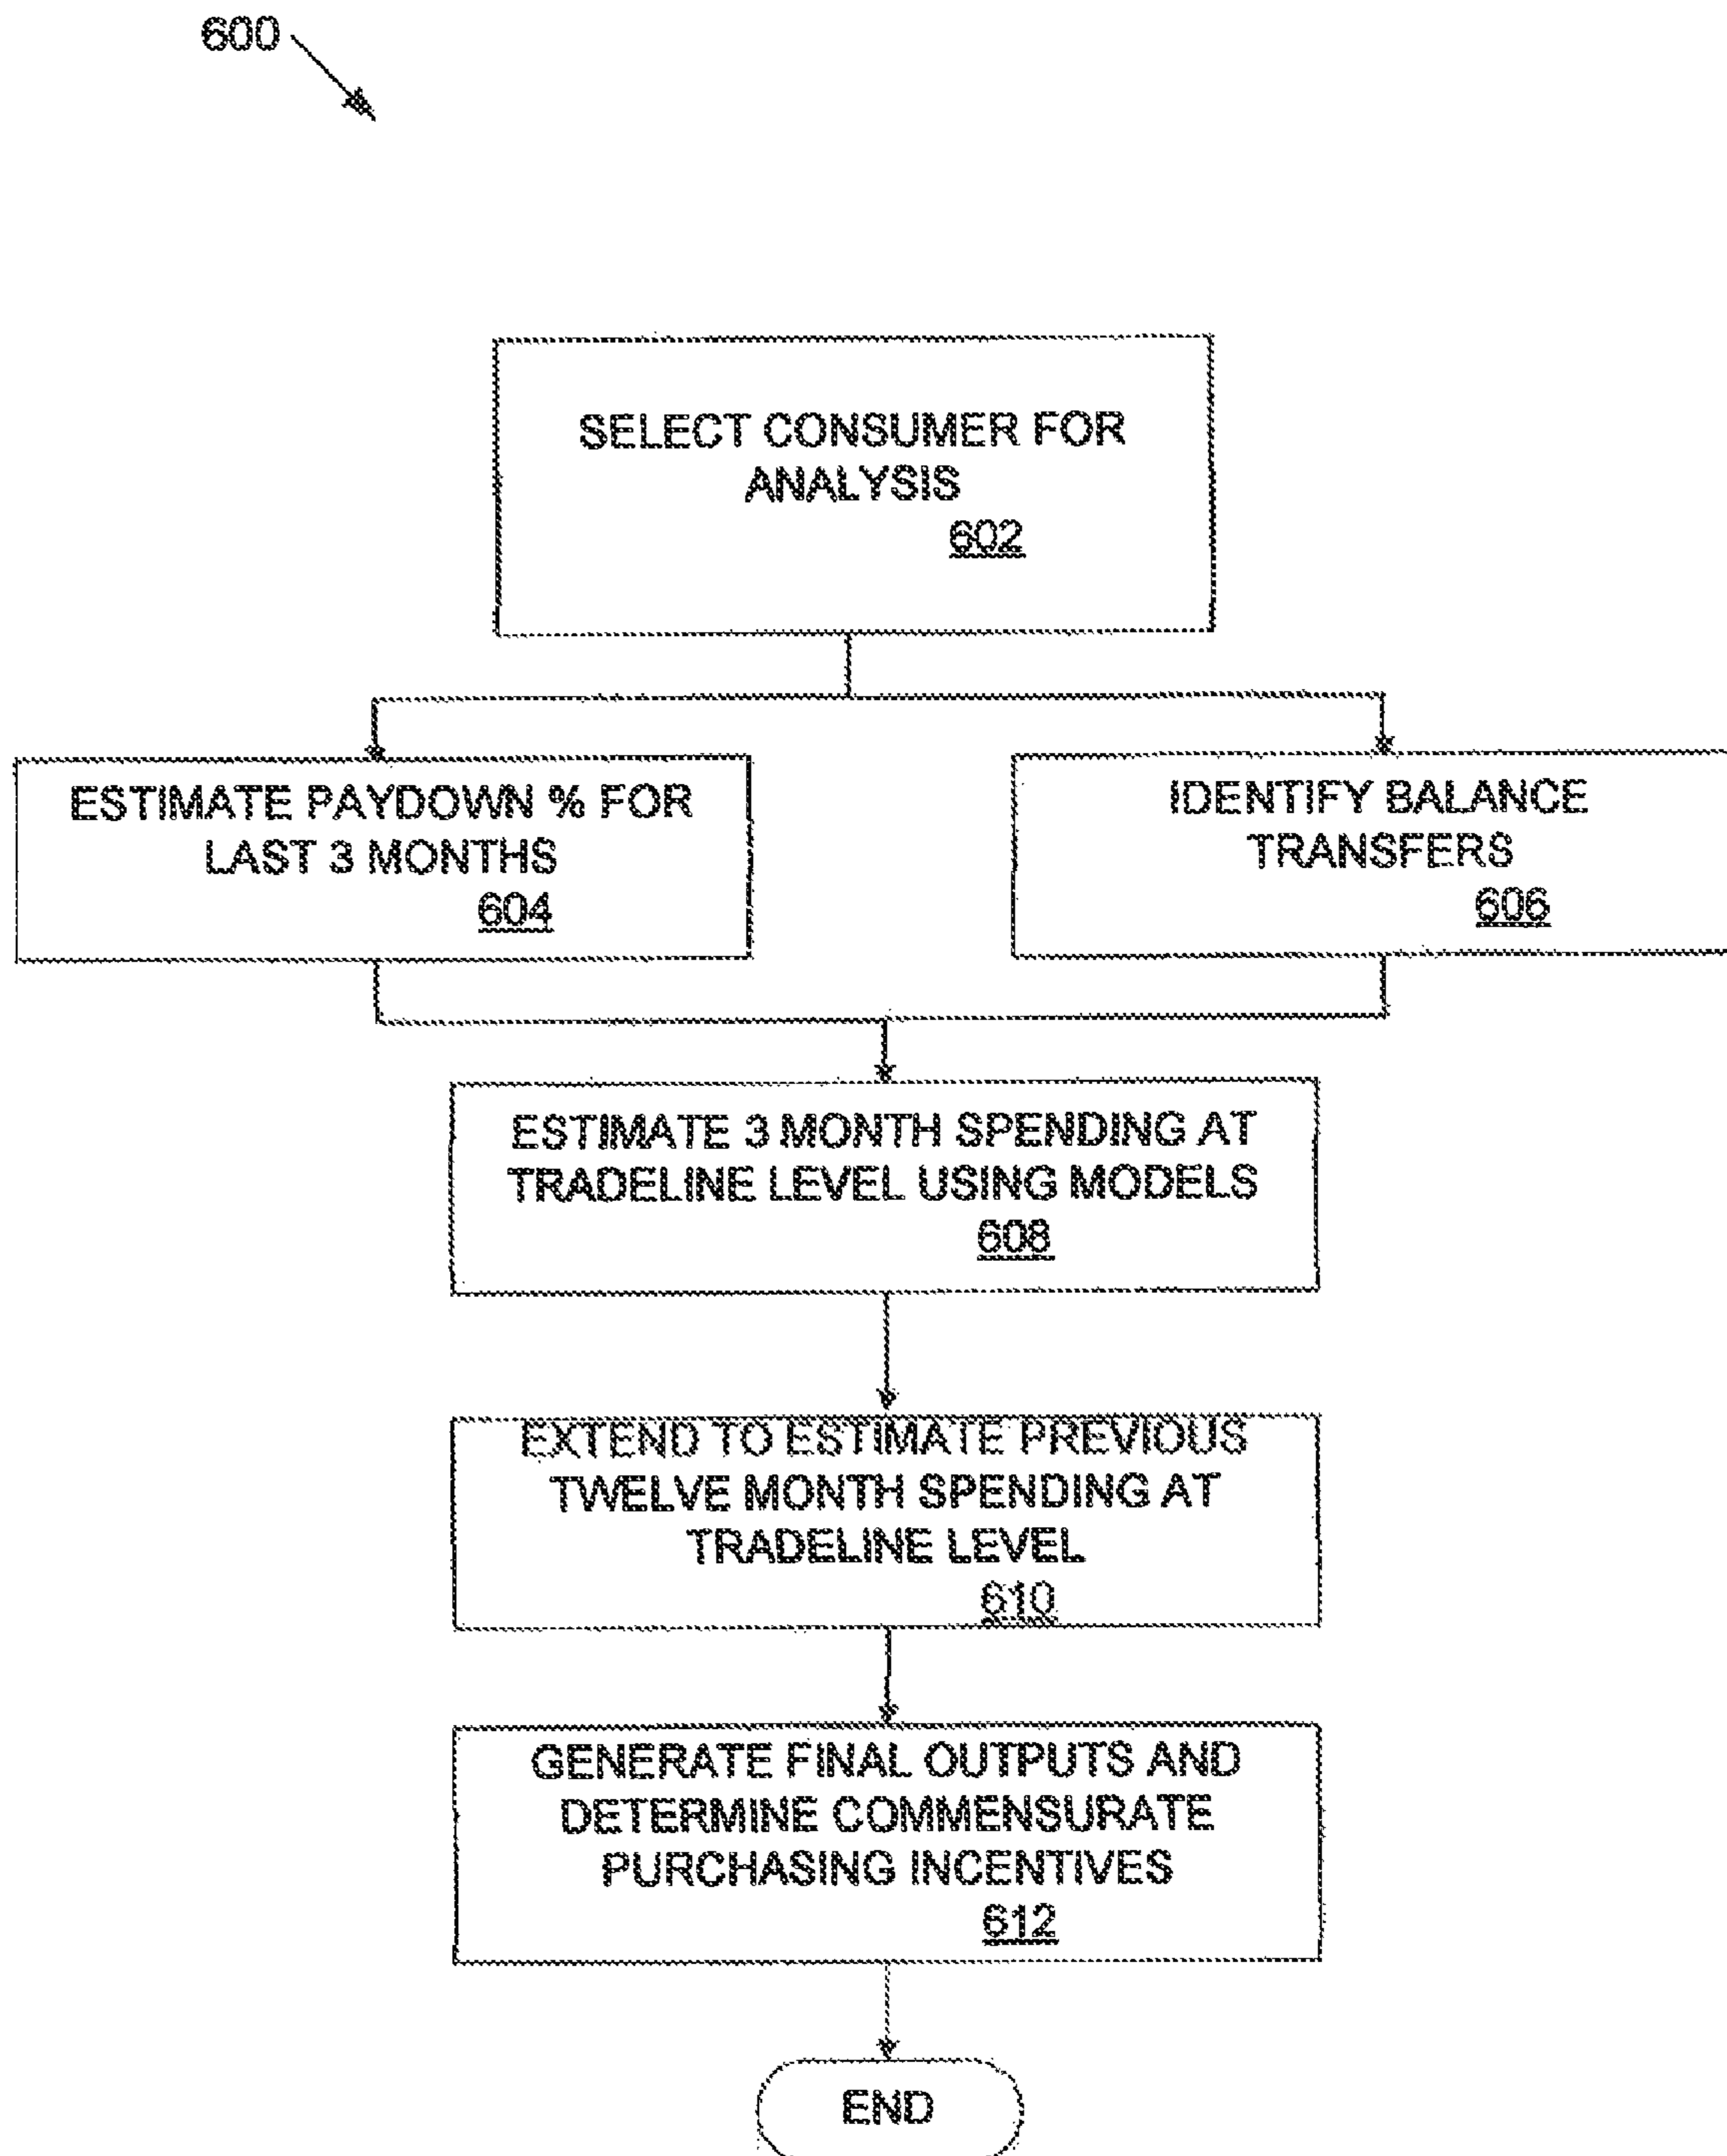 600
SELECT CONSUMER FOR
ANALYSIS
602
ESTIMATE PAYDOWN % FOR
LAST 3 MONTHS
604
IDENTIFY BALANCE
TRANSFERS
606
ESTIMATE 3 MONTH SPENDING AT
TRADELINE LEVEL USING MODELS
608
EXTEND TO ESTIMATE PREVIOUS
TWELVE MONTH SPENDING AT
TRADELINE LEVEL
610
GENERATE FINAL OUTPUTS AND
DETERMINE COMMENSURATE
PURCHASING INCENTIVES
612
END